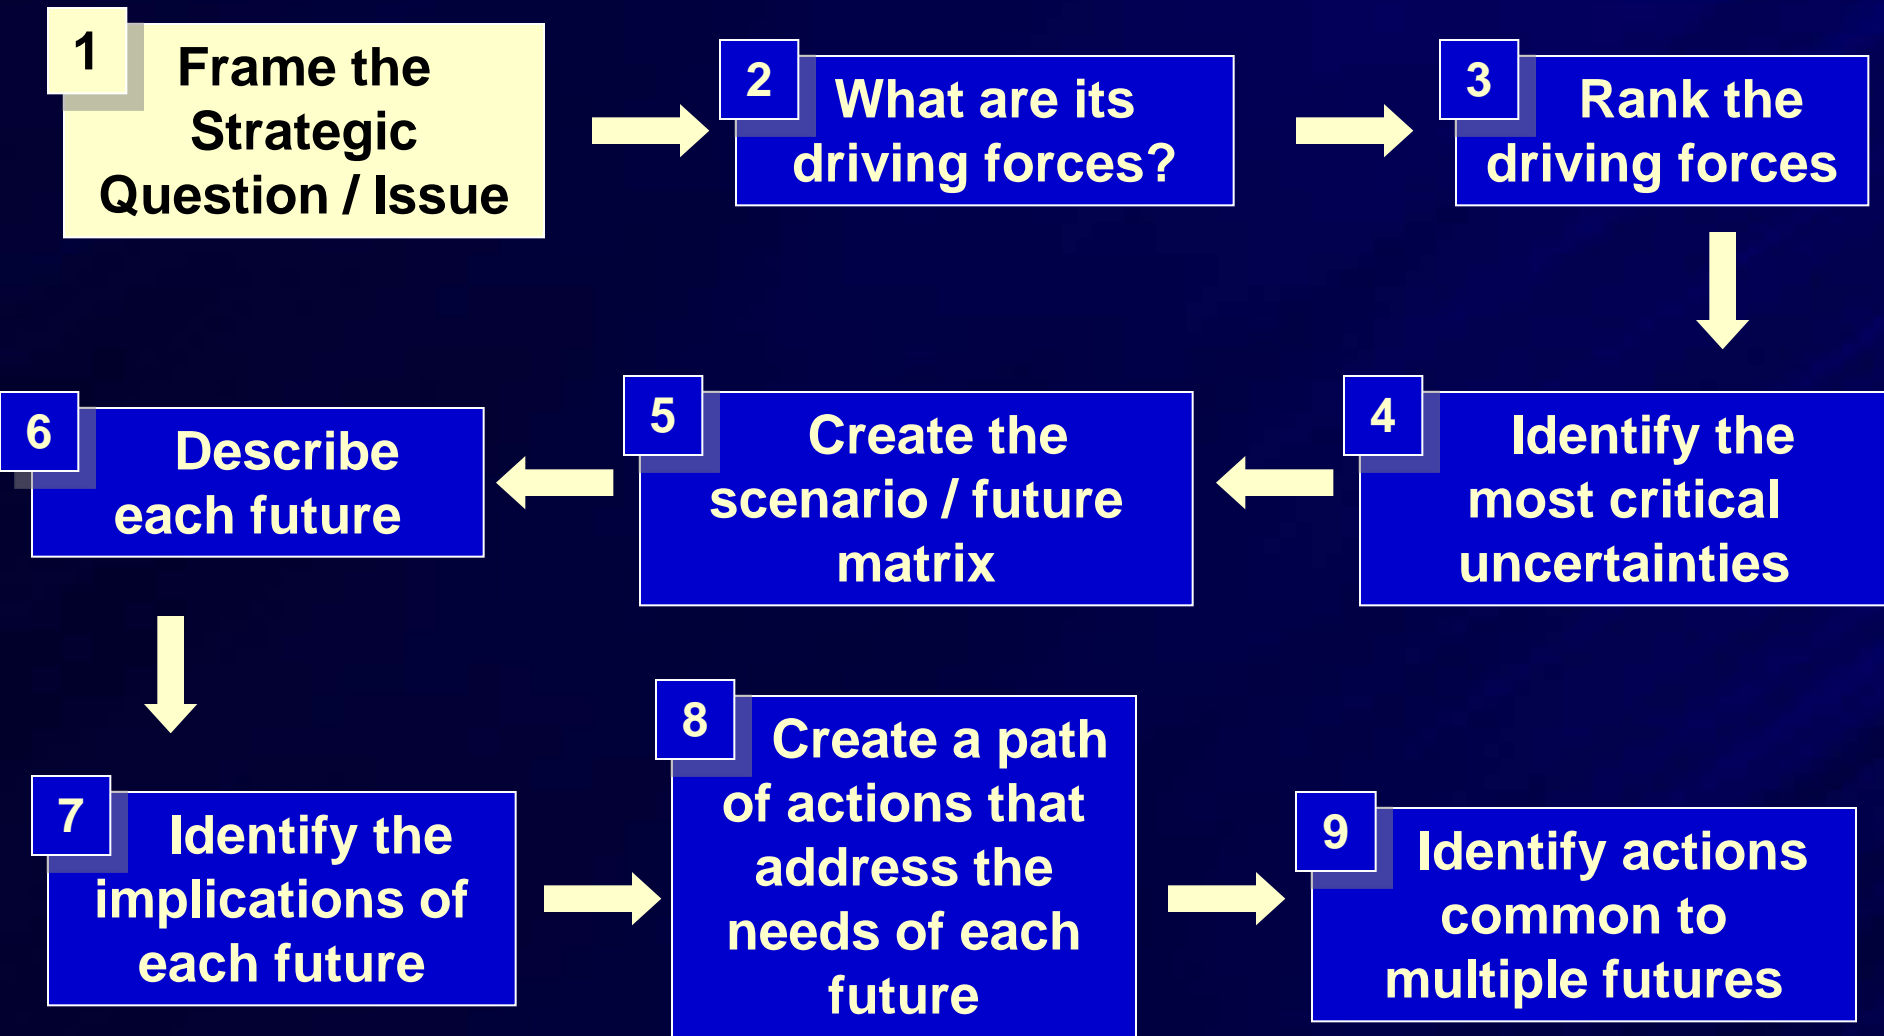 1
Frame the
Strategic
Question / Issue
2
What are its
driving forces?
3
Rank the
driving forces
4
Identify the
most critical
uncertainties
5
Create the
scenario / future
matrix
6
Describe
each future
7
Identify the
implications of
each future
8
Create a path
of actions that
address the
needs of each
future
9
Identify actions
common to
multiple futures